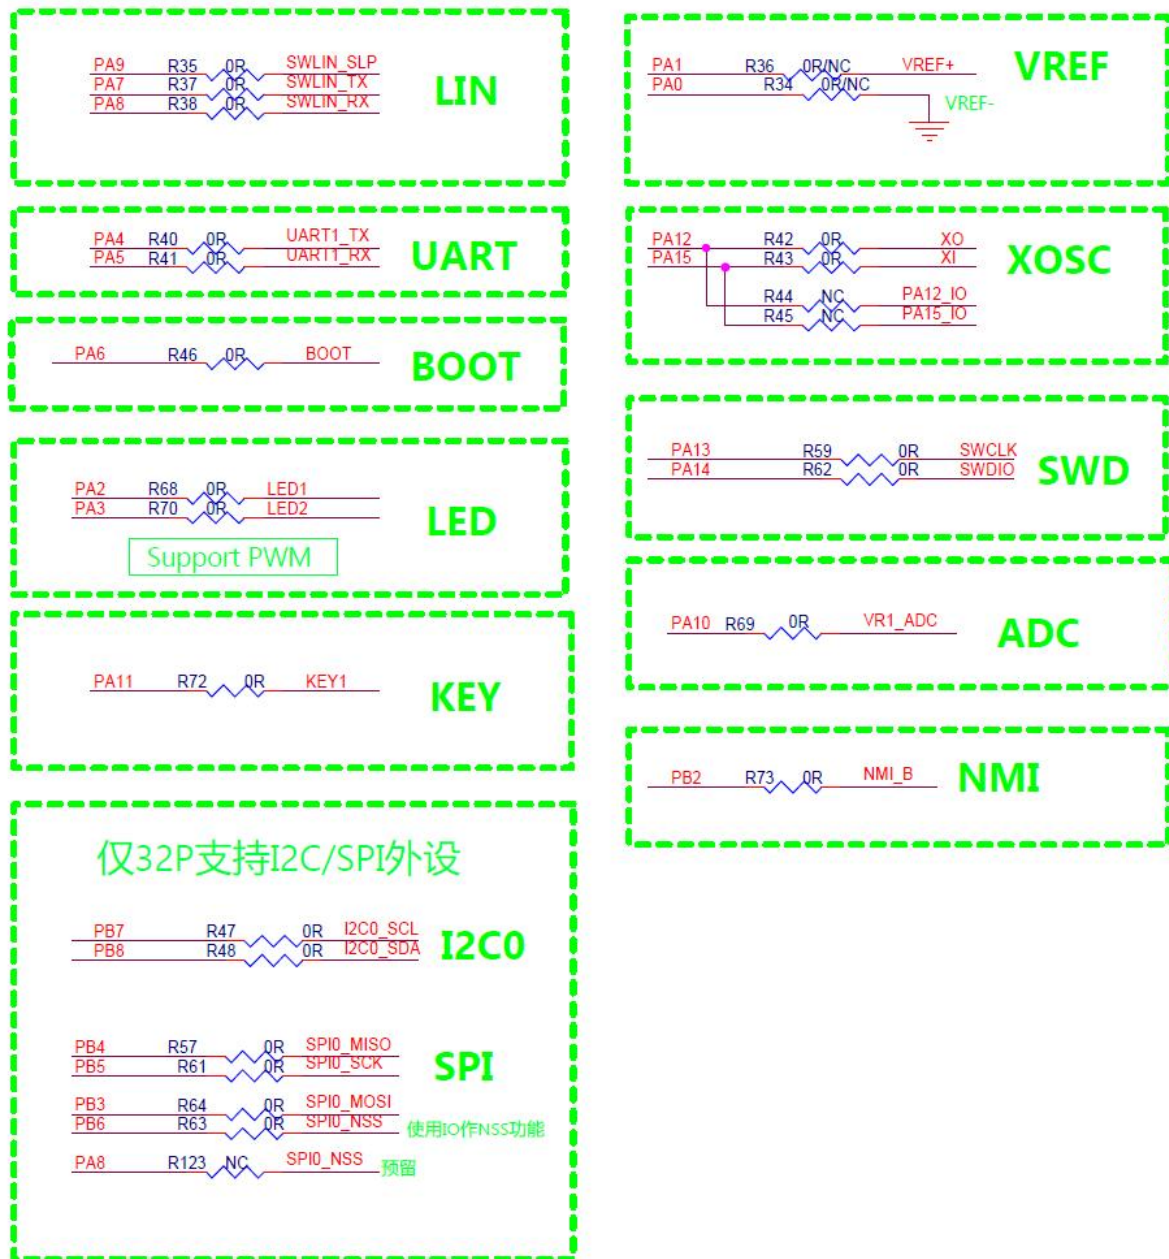 PA9 R35 0R SWLIN_SLP
PA7 R37 0R SWLIN_TX
PA8 R38 0R SWLIN_RX
LIN
PA4 R40 0R UART1_TX
PA5 R41 0R UART1_RX
UART
PA6 R46 0R BOOT
BOOT
PA2 R68 0R LED1
PA3 R70 0R LED2
LED
Support PWM
PA11 R72 0R KEY1
KEY
仅32P支持I2C/SPI外设
PB7 R47 0R I2C0_SCL
PB8 R48 0R I2C0_SDA
I2C0
PB4 R57 0R SPI0_MISO
PB5 R61 0R SPI0_SCK
SPI
PB3 R64 0R SPI0_MOSI
PB6 R63 0R SPI0_NSS 使用IO作NSS功能
PA8 R123 NC SPI0_NSS 预留
PA1 R36 0R/NC VREF+
PA0 R34 0R/NC
VREF-
VREF
PA12 R42 0R XO
PA15 R43 0R XI
R44 NC PA12_IO
R45 NC PA15_IO
XOSC
PA13 R59 0R SWCLK
PA14 R62 0R SWDIO
SWD
PA10 R69 0R VR1_ADC
ADC
PB2 R73 0R NMI_B
NMI